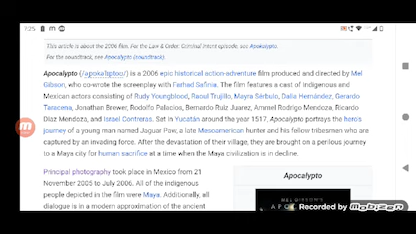 7:25
This article is about the 2006 film. For the Law & Order: Criminal Intent episode, see Apokalypto.
For the soundtrack, see Apocalypto (soundtrack).
Apocalypto (/əˌpɒkəˈlɪptoʊ/) is a 2006 epic historical action-adventure film produced and directed by Mel
Gibson, who co-wrote the screenplay with Farhad Safinia. The film features a cast of Indigenous
and Mexican actors consisting of Rudy Youngblood, Raoul Trujillo, Mayra Sérbulo, Dalia Hernández, Gerardo
Taracena, Jonathan Brewer, Rodolfo Palacios, Bernardo Ruiz Juarez, Ammel Rodrigo Mendoza, Ricardo
Díaz Mendoza, and Israel Contreras. Set in Yucatán around the year 1517, Apocalypto portrays the hero's
journey of a young man named Jaguar Paw, a late Mesoamerican hunter and his fellow tribesmen who are
captured by an invading force. After the devastation of their village, they are brought on a perilous journey
to a Maya city for human sacrifice at a time when the Maya civilization is in decline.
Principal photography took place in Mexico from 21
November 2005 to July 2006. All of the indigenous
people depicted in the film were Maya. Additionally, all
dialogue is in a modern approximation of the ancient
Apocalypto
MEL GIBSON'S
Recorded by Mobizen